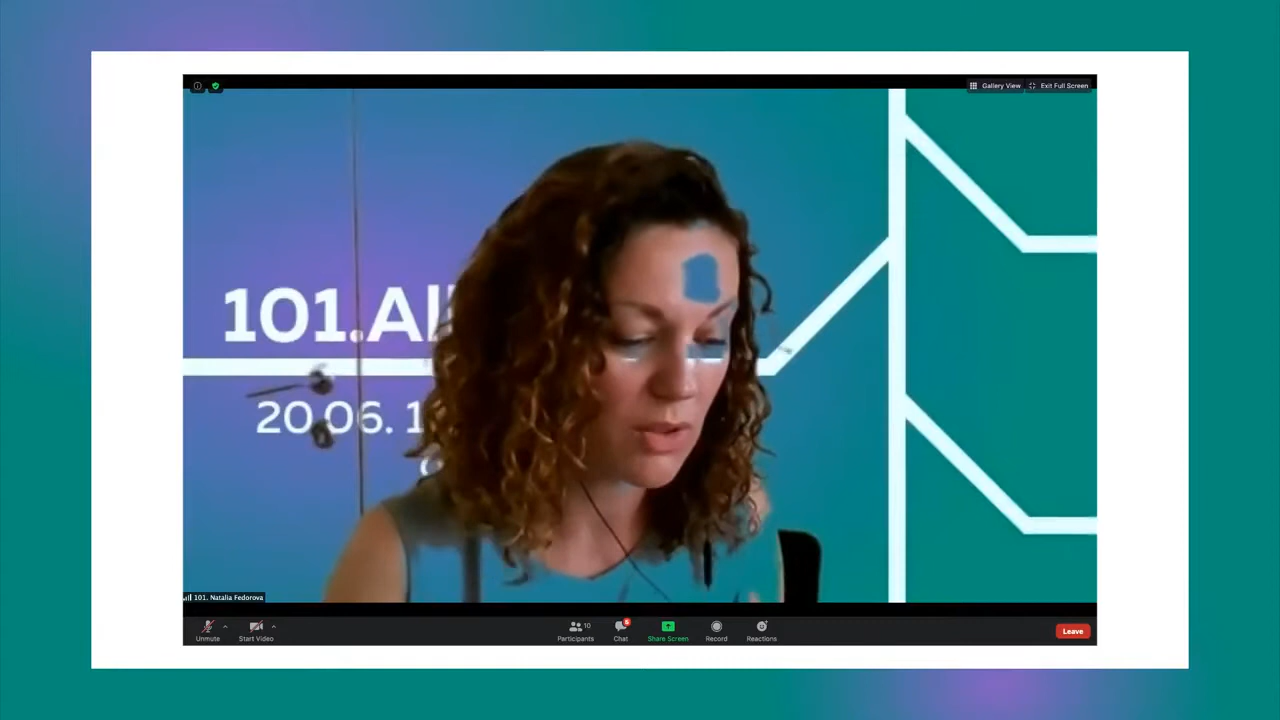 Gallery View
Exit Full Screen
101.Al
20.06. 1
101. Natalia Fedorova
Unmute
Start Video
10
Participants
Chat
Share Screen
Record
Reactions
Leave